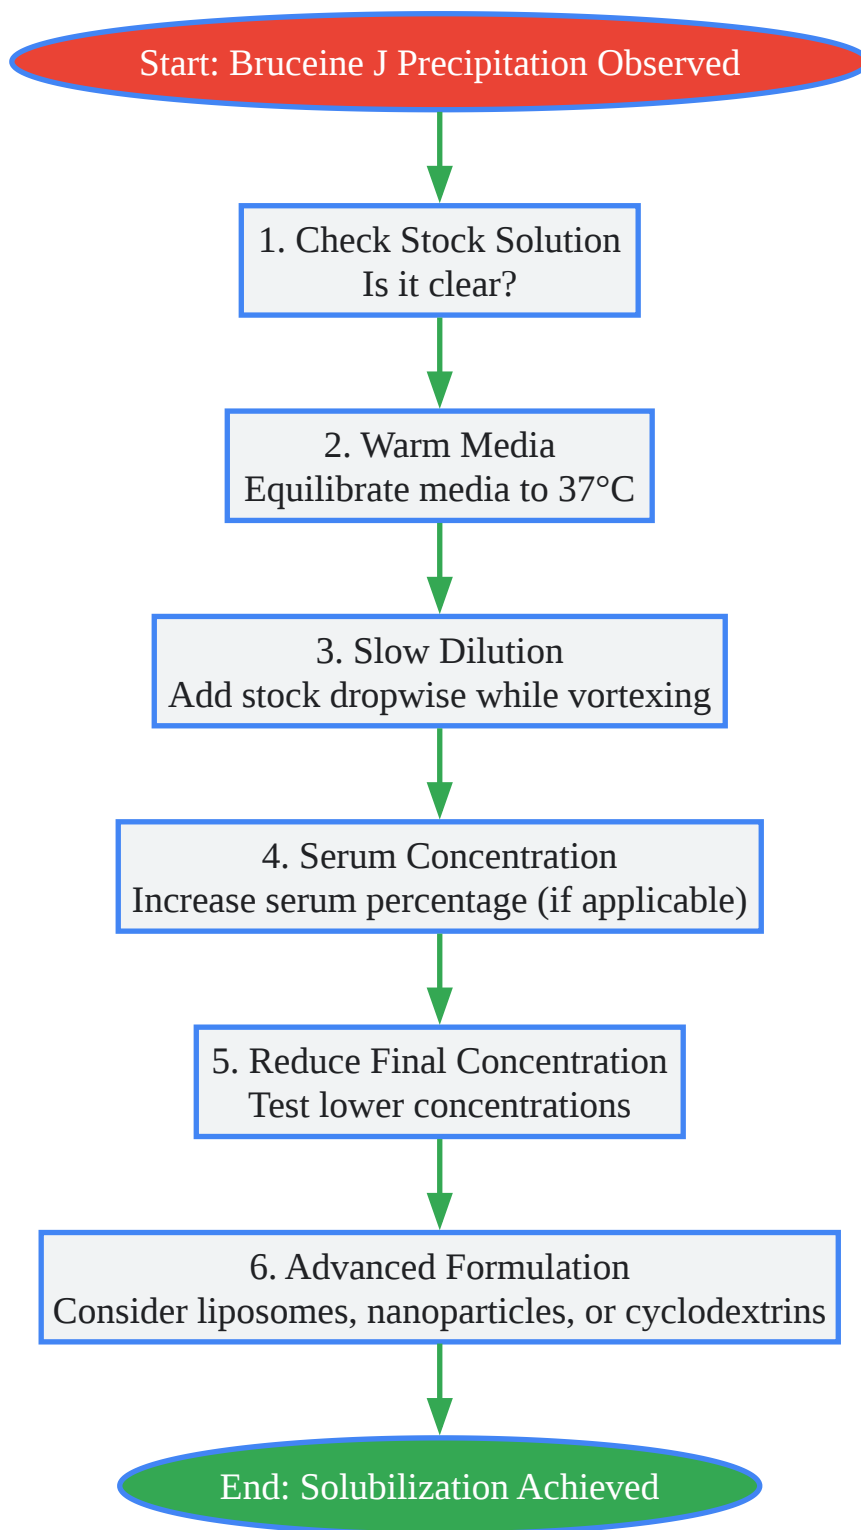 Start: Bruceine J Precipitation Observed
1. Check Stock Solution
Is it clear?
2. Warm Media
Equilibrate media to 37°C
3. Slow Dilution
Add stock dropwise while vortexing
4. Serum Concentration
Increase serum percentage (if applicable)
5. Reduce Final Concentration
Test lower concentrations
6. Advanced Formulation
Consider liposomes, nanoparticles, or cyclodextrins
End: Solubilization Achieved